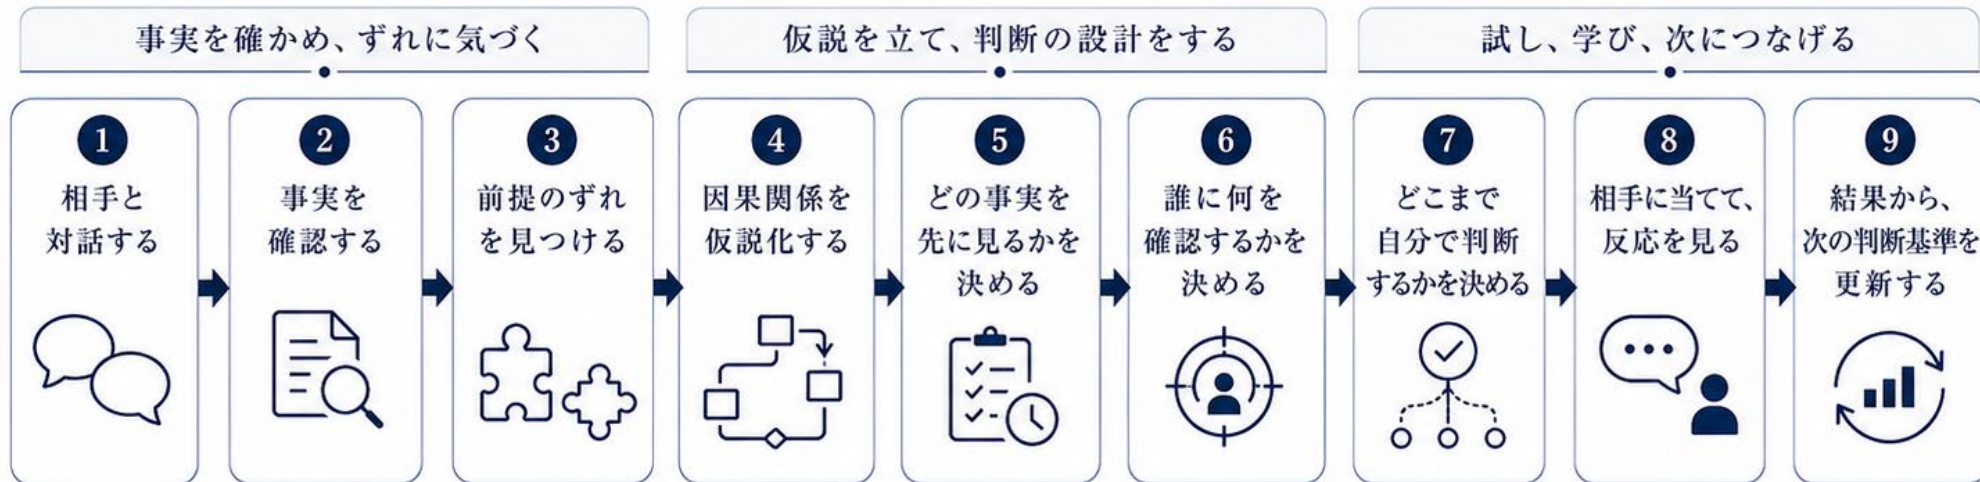 事実を確かめ、ずれに気づく
仮説を立て、判断の設計をする
試し、学び、次につなげる
1
相手と
対話する
2
事実を
確認する
3
前提のずれ
を見つける
4
因果関係を
仮説化する
5
どの事実を
先に見るかを
決める
6
誰に何を
確認するかを
決める
7
どこまで
自分で判断
するかを決める
8
相手に当てて、
反応を見る
9
結果から、
次の判断基準を
更新する